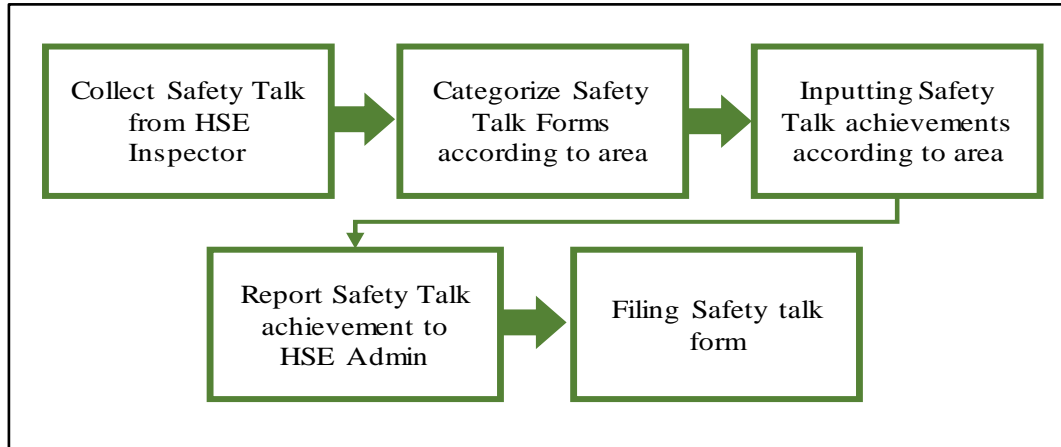 Collect Safety Talk
from HSE
Inspector
Categorize Safety
Talk Forms
according to area
Inputting Safety
Talk achievements
according to area
Report Safety Talk
achievement to
HSE Admin
Filing Safety talk
form